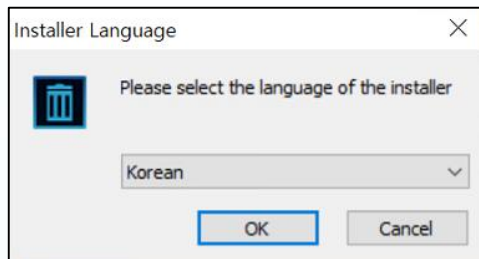 Installer Language
Please select the language of the installer
Korean
OK
Cancel